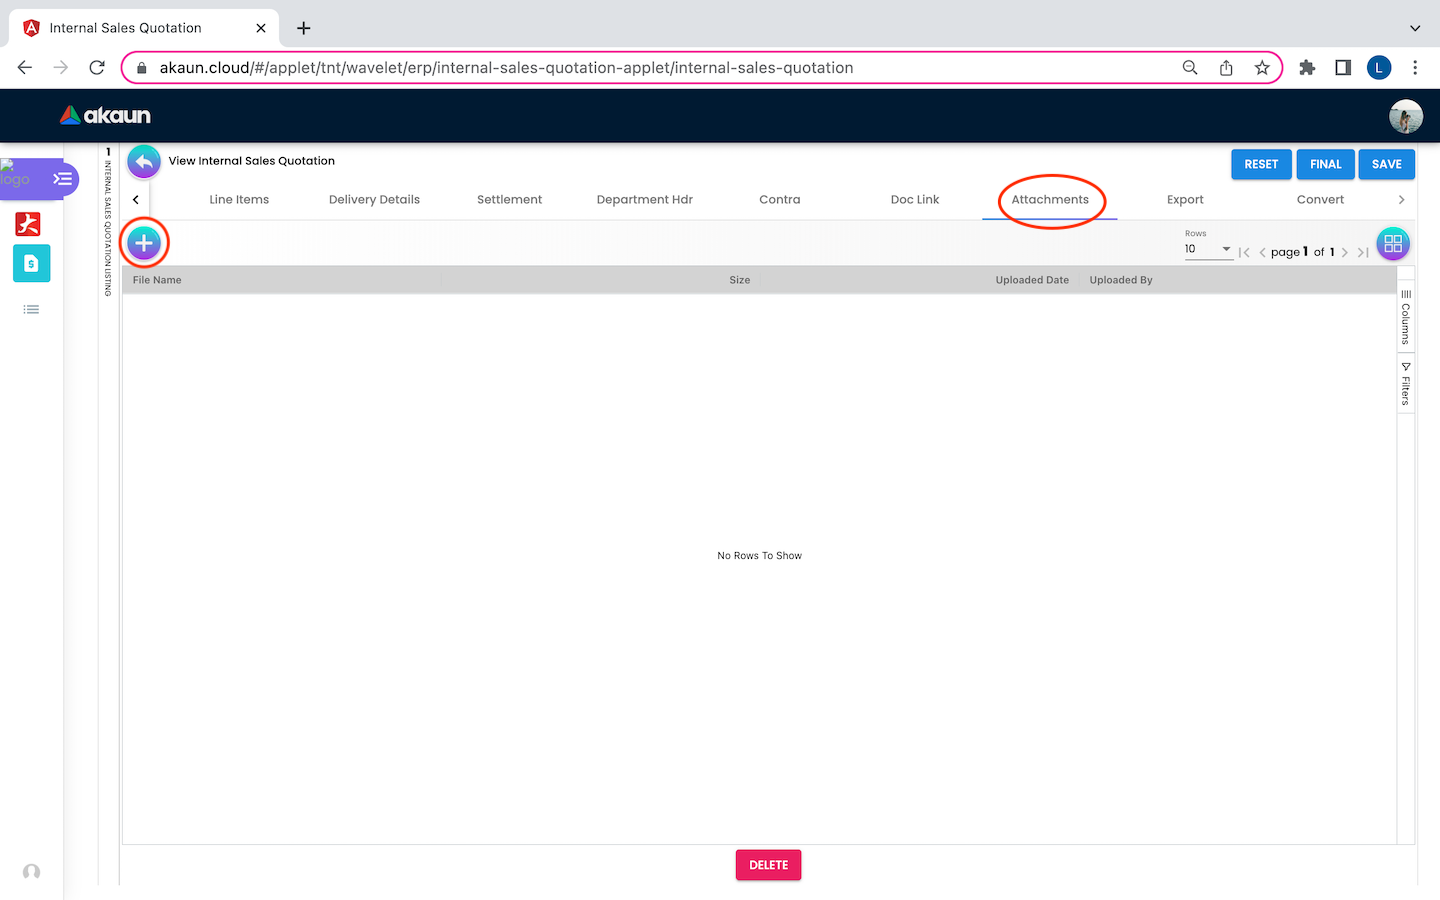 Internal Sales Quotation
akaun.cloud/#/applet/tnt/wavelet/erp/internal-sales-quotation-applet/internal-sales-quotation
L
akaun
logo
1
INTERNAL SALES QUOTATION LISTING
View Internal Sales Quotation
RESET
FINAL
SAVE
Line Items
Delivery Details
Settlement
Department Hdr
Contra
Doc Link
Attachments
Export
Convert
Rows
10
page 1 of 1
File Name
Size
Uploaded Date
Uploaded By
Columns
Filters
No Rows To Show
DELETE